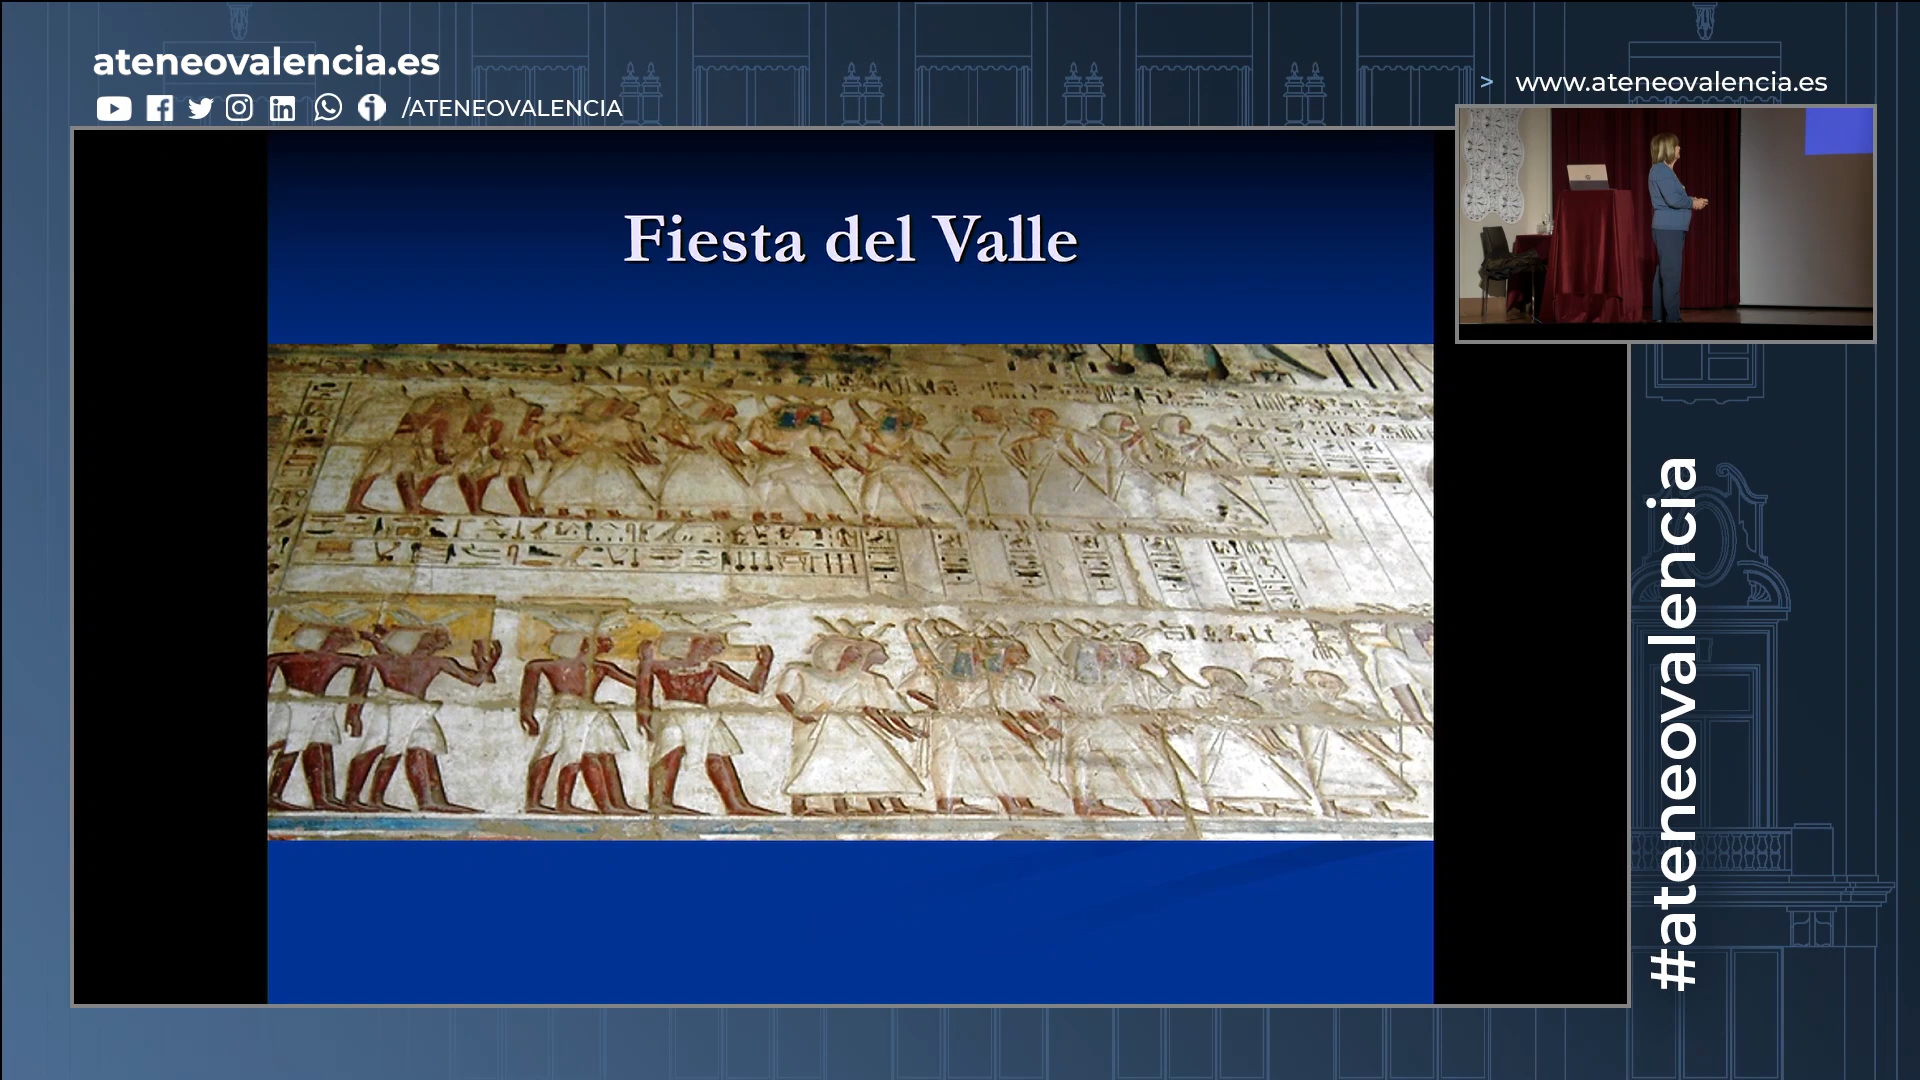 ateneovalencia.es
/ATENEOVALENCIA
> www.ateneovalencia.es
Fiesta del Valle
#ateneovalencia